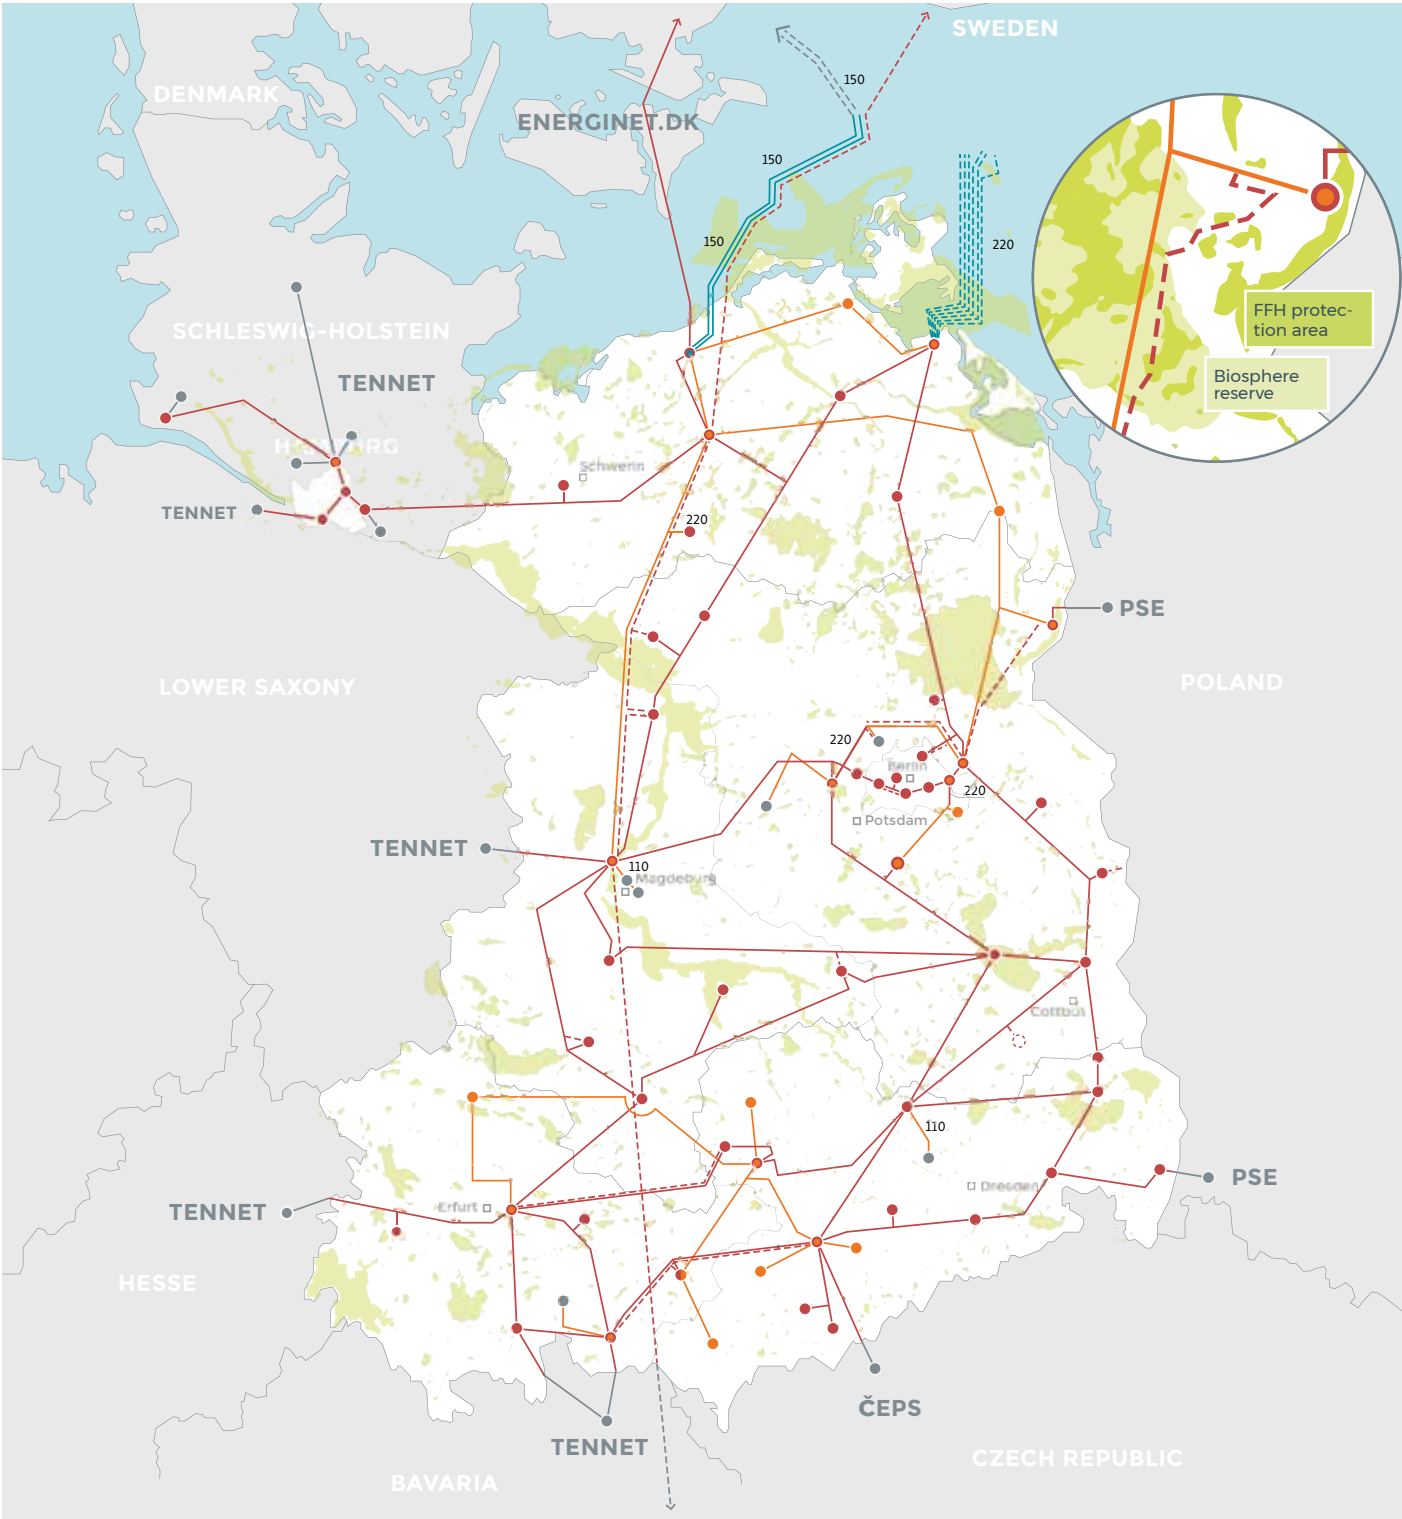 SWEDEN
150
DENMARK
ENERGINET.DK
150
150
220
FFH protec-
tion area
SCHLESWIG-HOLSTEIN
TENNET
Biosphere
reserve
HAMBURG
Schwerin
TENNET
220
PSE
LOWER SAXONY
POLAND
220
Berlin
220
Potsdam
TENNET
110
Magdeburg
Cottbus
110
PSE
Dresden
TENNET
Erfurt
HESSE
ČEPS
TENNET
CZECH REPUBLIC
BAVARIA